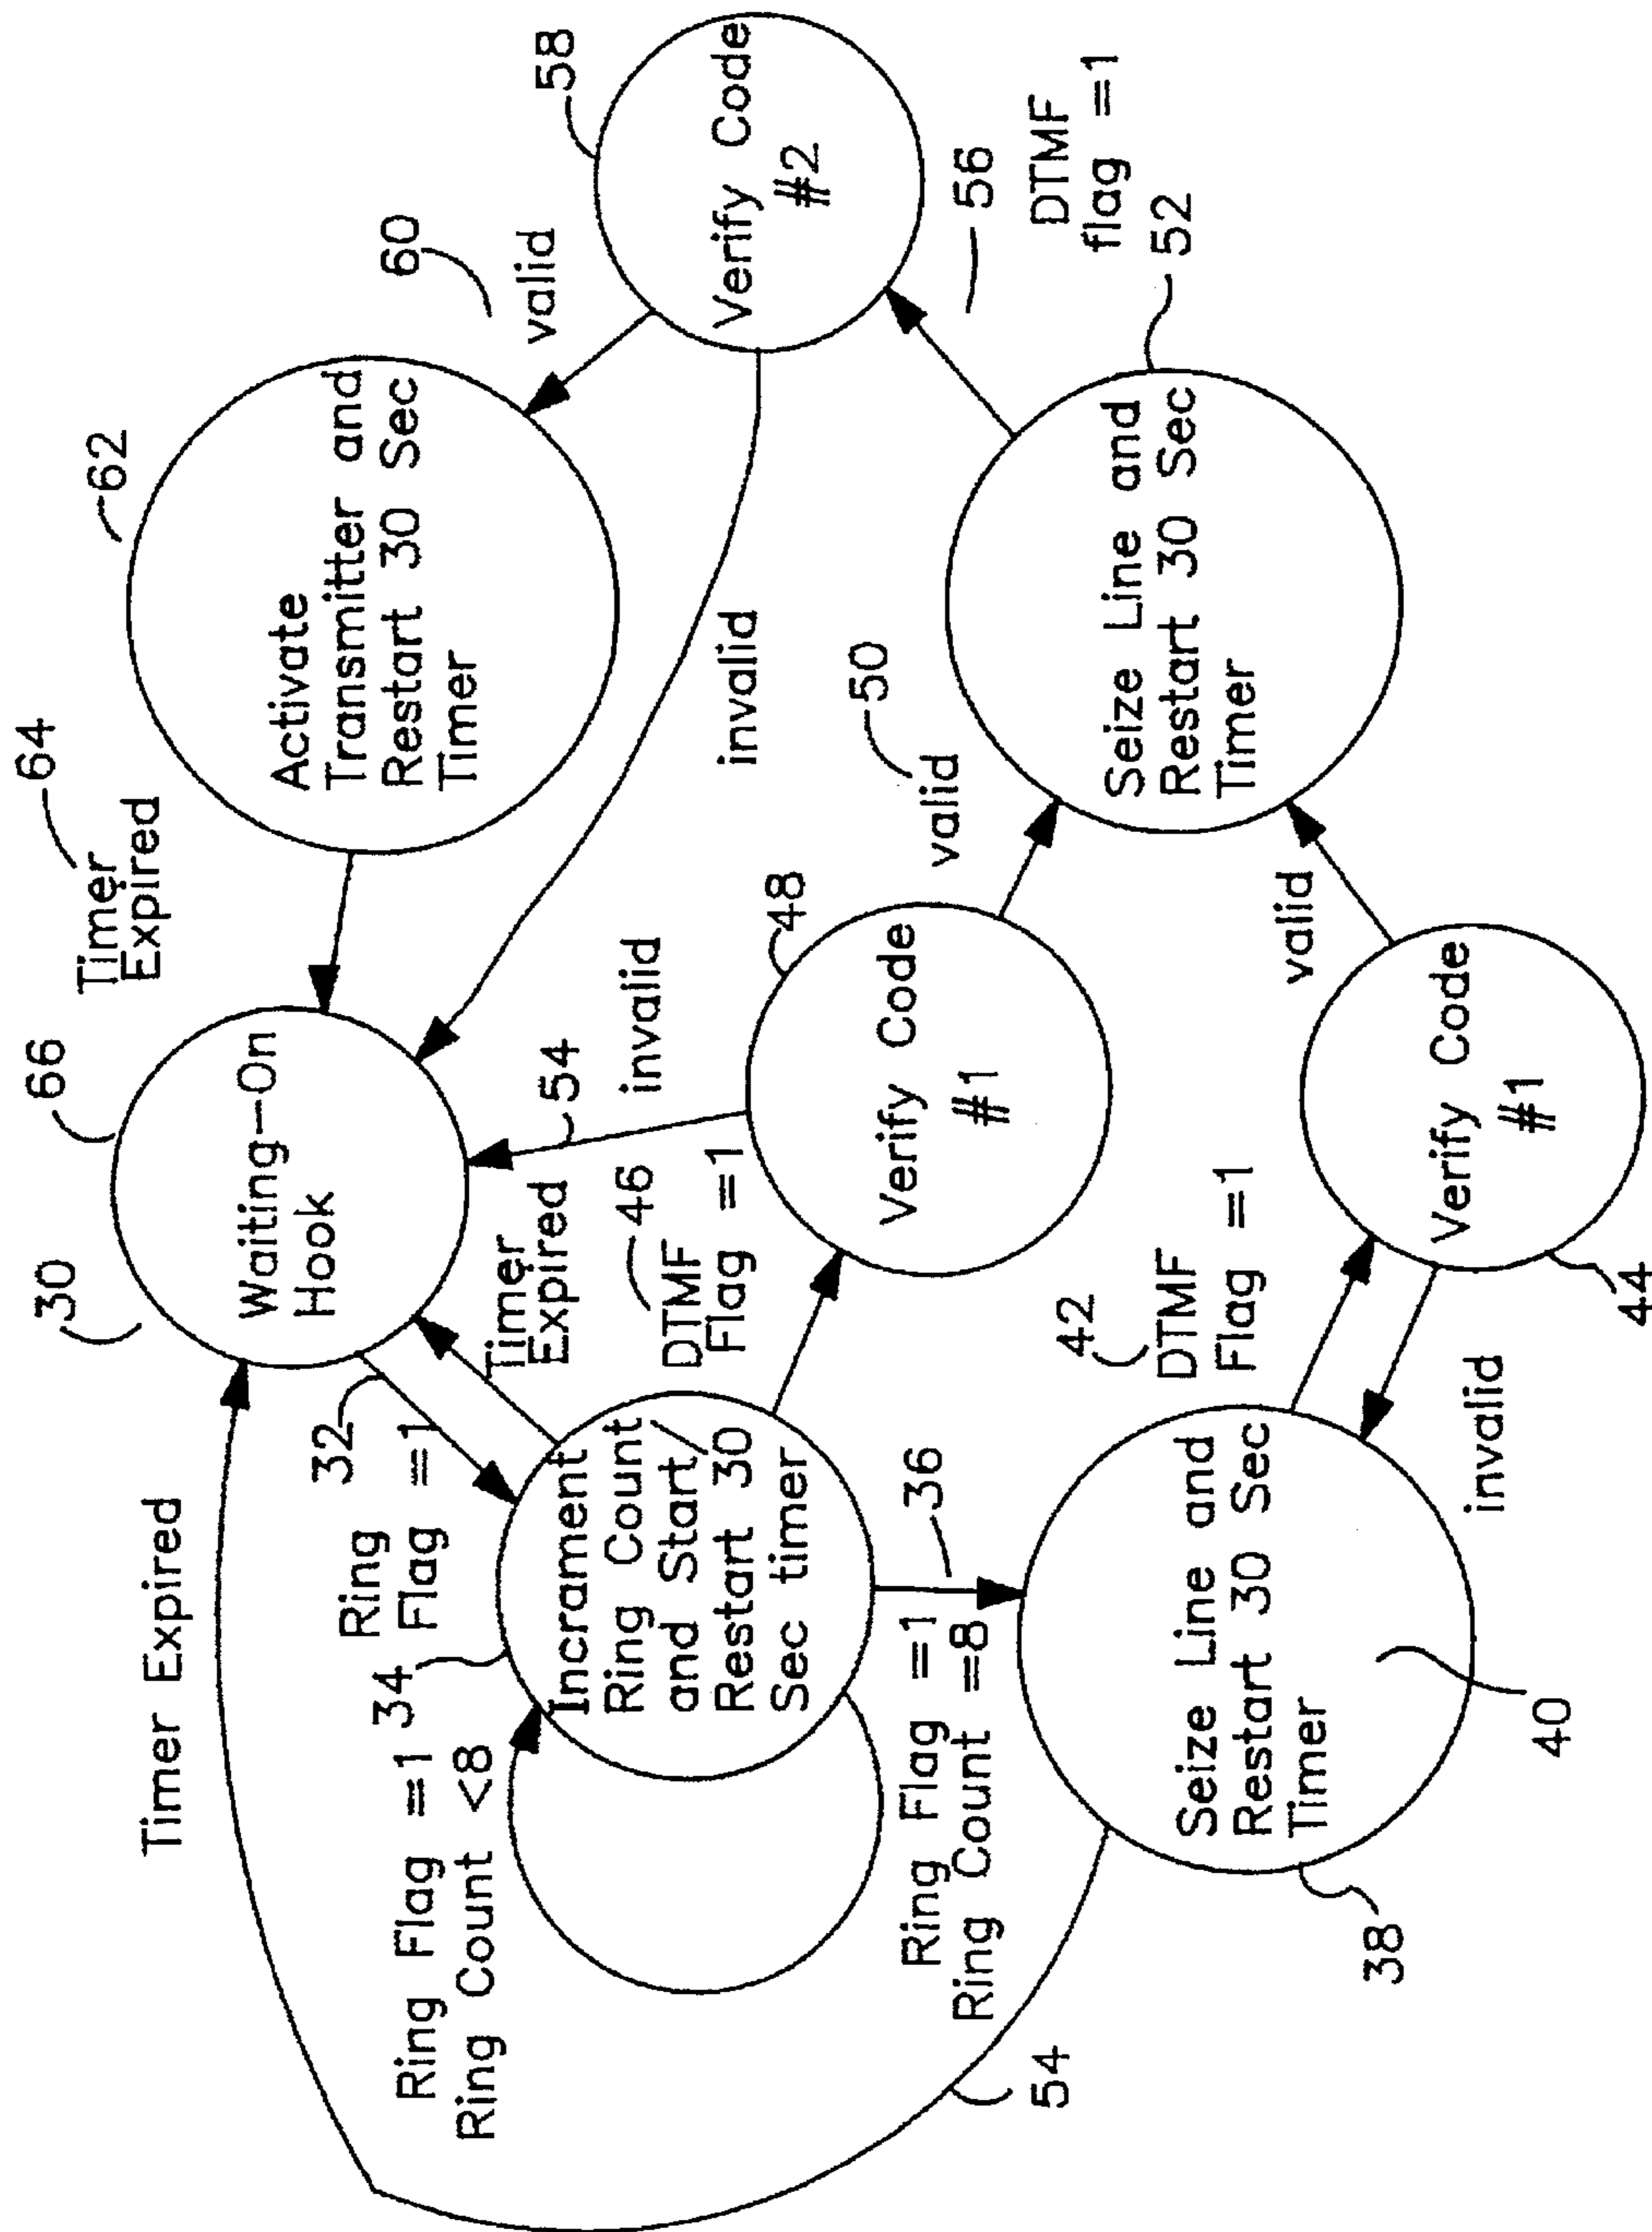 30
66
Waiting-On
Hook
64
Timer
Expired
62
Activate
Transmitter and
Restart 30 Sec
Timer
60
valid
58
Verify Code
#2
invalid
Timer Expired
32
Ring
Flag =1
Timer
Expired
54
invalid
34
Ring Flag =1
Ring Count <8
Incrament
Ring Count
and Start/
Restart 30
Sec timer
46
DTMF
Flag =1
48
Verify Code
#1
50
valid
56
DTMF
flag =1
52
Seize Line and
Restart 30 Sec
Timer
36
Ring Flag =1
Ring Count =8
54
38
Seize Line and
Restart 30 Sec
Timer
40
42
DTMF
Flag =1
invalid
44
Verify Code
#1
valid